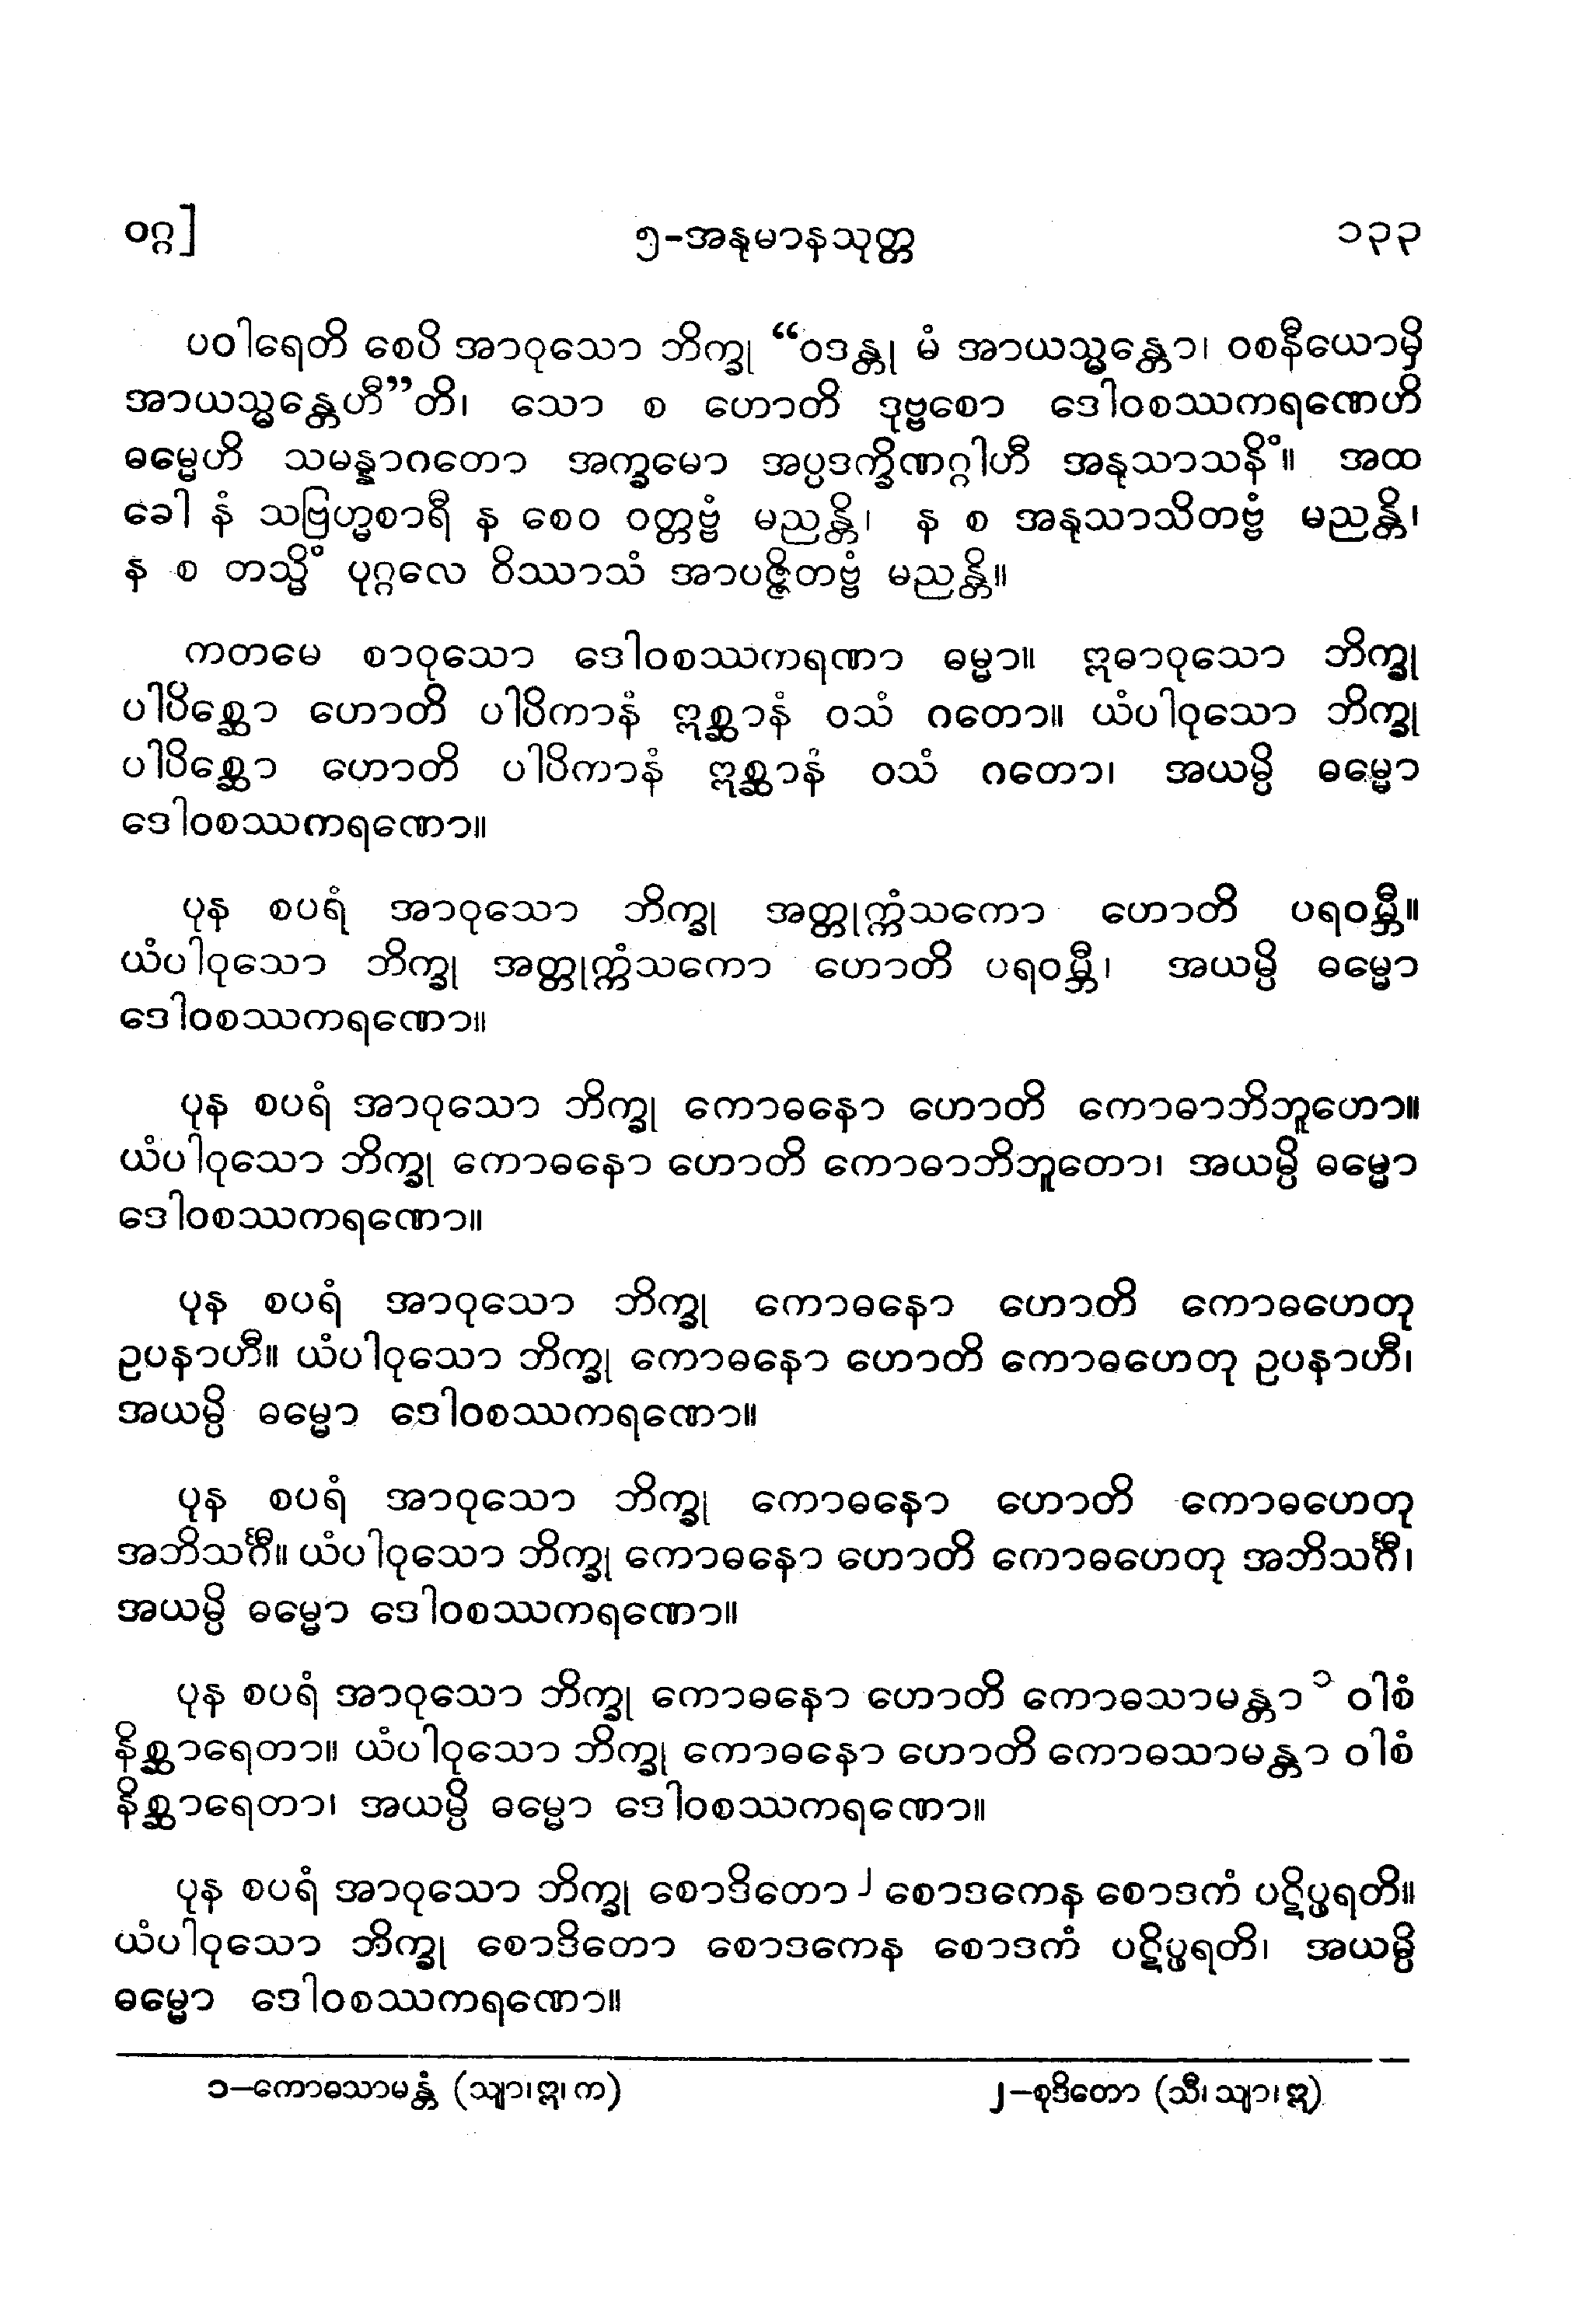 ဝဂ္ဂ] ၅-အနုမာနသုတ္တ ၁၃၃
ပဝါရေတိ စေပိ အာဝုသော ဘိက္ခု “ဝဒန္တု မံ အာယသ္မန္တော၊ ဝစနီယောမှိ
အာယသ္မန္တေဟီ”တိ၊ သော စ ဟောတိ ဒုဗ္ဗစော ဒေါဝစဿကရဏေဟိ
ဓမ္မေဟိ သမန္နာဂတော အက္ခမော အပ္ပဒက္ခိဏဂ္ဂါဟီ အနုသာသနိံ။ အထ
ခေါ နံ သဗြဟ္မစာရီ န စေဝ ဝတ္တဗ္ဗံ မညန္တိ၊ န စ အနုသာသိတဗ္ဗံ မညန္တိ၊
န စ တသ္မိံ ပုဂ္ဂလေ ဝိဿာသံ အာပဇ္ဇိတဗ္ဗံ မညန္တိ။
ကတမေ စာဝုသော ဒေါဝစဿကရဏာ ဓမ္မာ။ ဣဓာဝုသော ဘိက္ခု
ပါပိစ္ဆော ဟောတိ ပါပိကာနံ ဣစ္ဆာနံ ဝသံ ဂတော။ ယံပါဝုသော ဘိက္ခု
ပါပိစ္ဆော ဟောတိ ပါပိကာနံ ဣစ္ဆာနံ ဝသံ ဂတော၊ အယမ္ပိ ဓမ္မော
ဒေါဝစဿကရဏော။
ပုန စပရံ အာဝုသော ဘိက္ခု အတ္တုက္ကံသကော ဟောတိ ပရဝမ္ဘီ။
ယံပါဝုသော ဘိက္ခု အတ္တုက္ကံသကော ဟောတိ ပရဝမ္ဘီ၊ အယမ္ပိ ဓမ္မော
ဒေါဝစဿကရဏော။
ပုန စပရံ အာဝုသော ဘိက္ခု ကောဓနော ဟောတိ ကောဓာဘိဘူဟော။
ယံပါဝုသော ဘိက္ခု ကောဓနော ဟောတိ ကောဓာဘိဘူတော၊ အယမ္ပိ ဓမ္မော
ဒေါဝစဿကရဏော။
ပုန စပရံ အာဝုသော ဘိက္ခု ကောဓနော ဟောတိ ကောဓဟေတု
ဥပနာဟီ။ ယံပါဝုသော ဘိက္ခု ကောဓနော ဟောတိ ကောဓဟေတု ဥပနာဟီ၊
အယမ္ပိ ဓမ္မော ဒေါဝစဿကရဏော။
ပုန စပရံ အာဝုသော ဘိက္ခု ကောဓနော ဟောတိ ကောဓဟေတု
အဘိသင်္ဂီ။ ယံပါဝုသော ဘိက္ခု ကောဓနော ဟောတိ ကောဓဟေတု အဘိသင်္ဂီ၊
အယမ္ပိ ဓမ္မော ဒေါဝစဿကရဏော။
ပုန စပရံ အာဝုသော ဘိက္ခု ကောဓနော ဟောတိ ကောဓသာမန္တာ ၁ ဝါစံ
နိစ္ဆာရေတာ။ ယံပါဝုသော ဘိက္ခု ကောဓနော ဟောတိ ကောဓသာမန္တာ ဝါစံ
နိစ္ဆာရေတာ၊ အယမ္ပိ ဓမ္မော ဒေါဝစဿကရဏော။
ပုန စပရံ အာဝုသော ဘိက္ခု စောဒိတော ၂ စောဒကေန စောဒကံ ပဋိပ္ဖရတိ။
ယံပါဝုသော ဘိက္ခု စောဒိတော စောဒကေန စောဒကံ ပဋိပ္ဖရတိ၊ အယမ္ပိ
ဓမ္မော ဒေါဝစဿကရဏော။
၁−ကောဓသာမန္တံ (သျာ၊ ဣ၊ က) ၂−စုဒိတော (သီ၊ သျာ၊ ဣ)